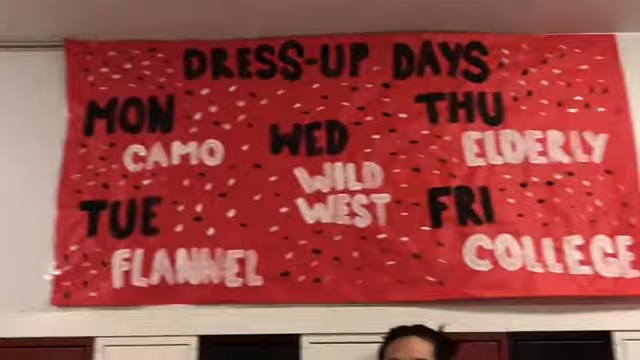 DRESS-UP DAYS
MON
CAMO
TUE
FLANNEL
WED
WILD
WEST
THU
ELDERLY
FRI
COLLEGE